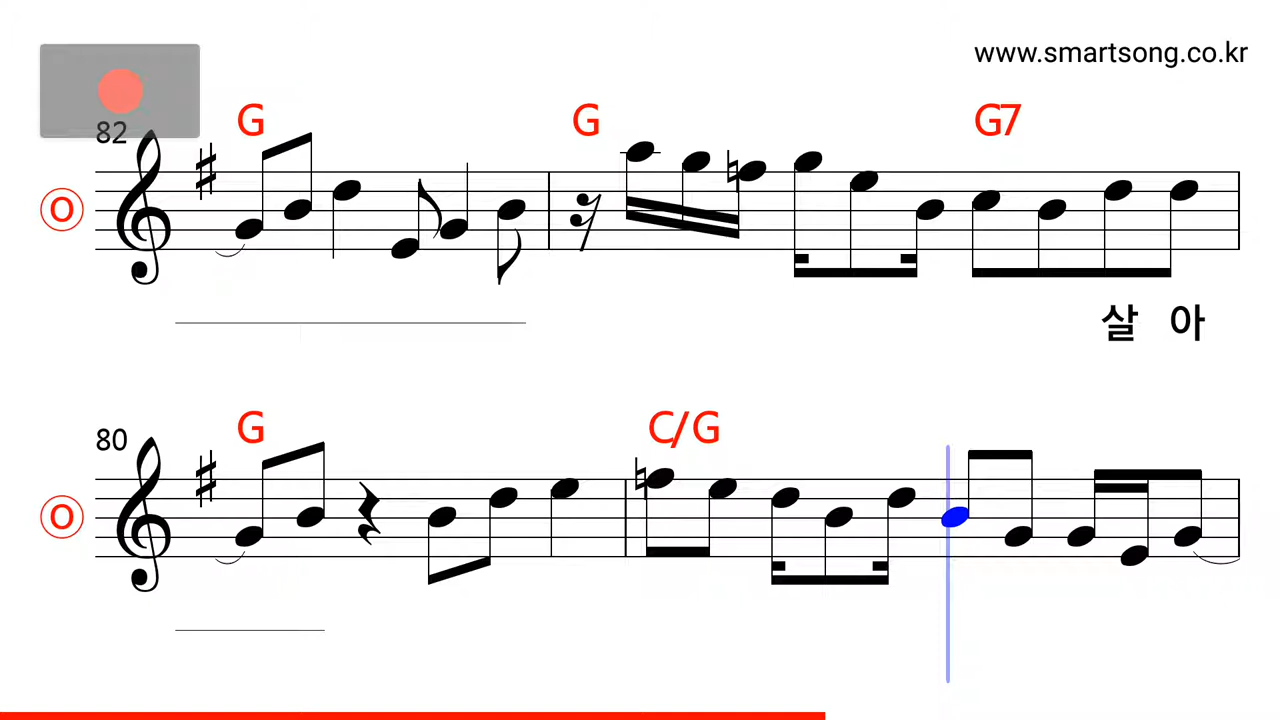 www.smartsong.co.kr
82 G G G7
O
살 아
80 G C/G
O